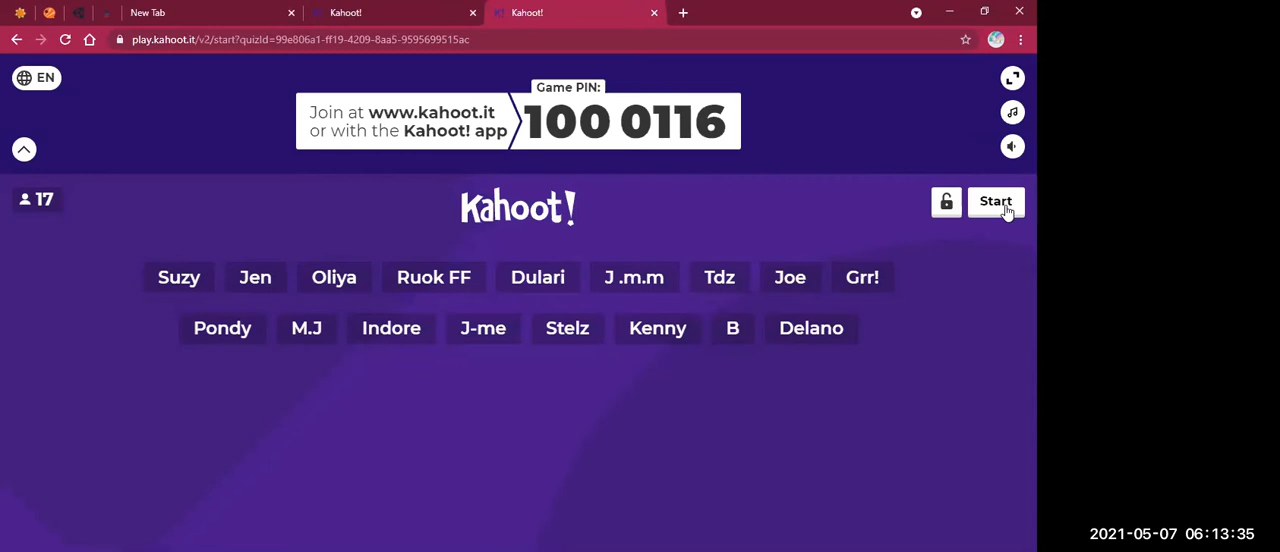 New Tab
Kahoot!
Kahoot!
play.kahoot.it/v2/start?quizId=99e806a1-ff19-4209-8aa5-9595699515ac
EN
Join at www.kahoot.it
or with the Kahoot! app
Game PIN:
100 0116
17
Kahoot!
Start
Suzy Jen Oliya Ruok FF Dulari J .m.m Tdz Joe Grr!
Pondy M.J Indore J-me Stelz Kenny B Delano
2021-05-07 06:13:35